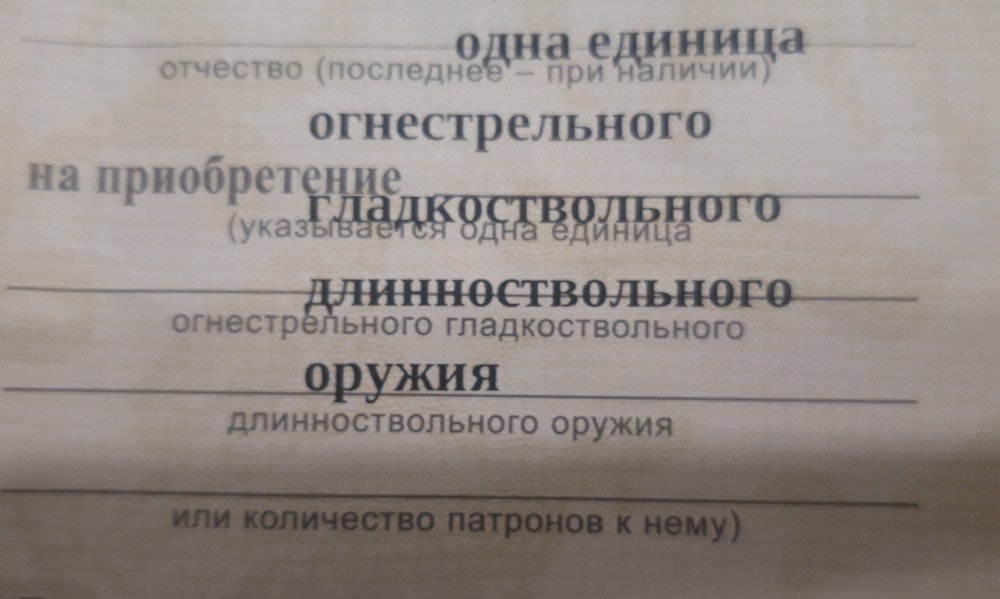 одна единица
отчество (последнее – при наличии)
огнестрельного
на приобретение
гладкоствольного
(указывается одна единица
длинноствольного
огнестрельного гладкоствольного
оружия
длинноствольного оружия
или количество патронов к нему)